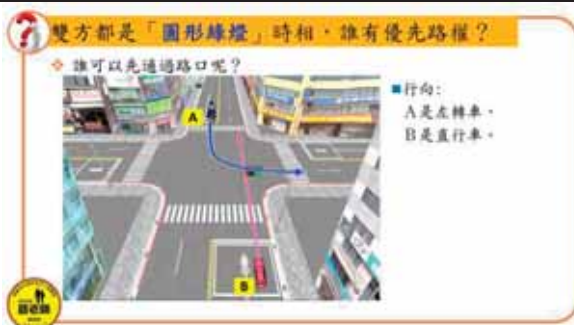 雙方都是「圓形綠燈」時相，誰有優先路權？
誰可以先通過路口呢？
行向:
A是左轉車。
B是直行車。
A
B